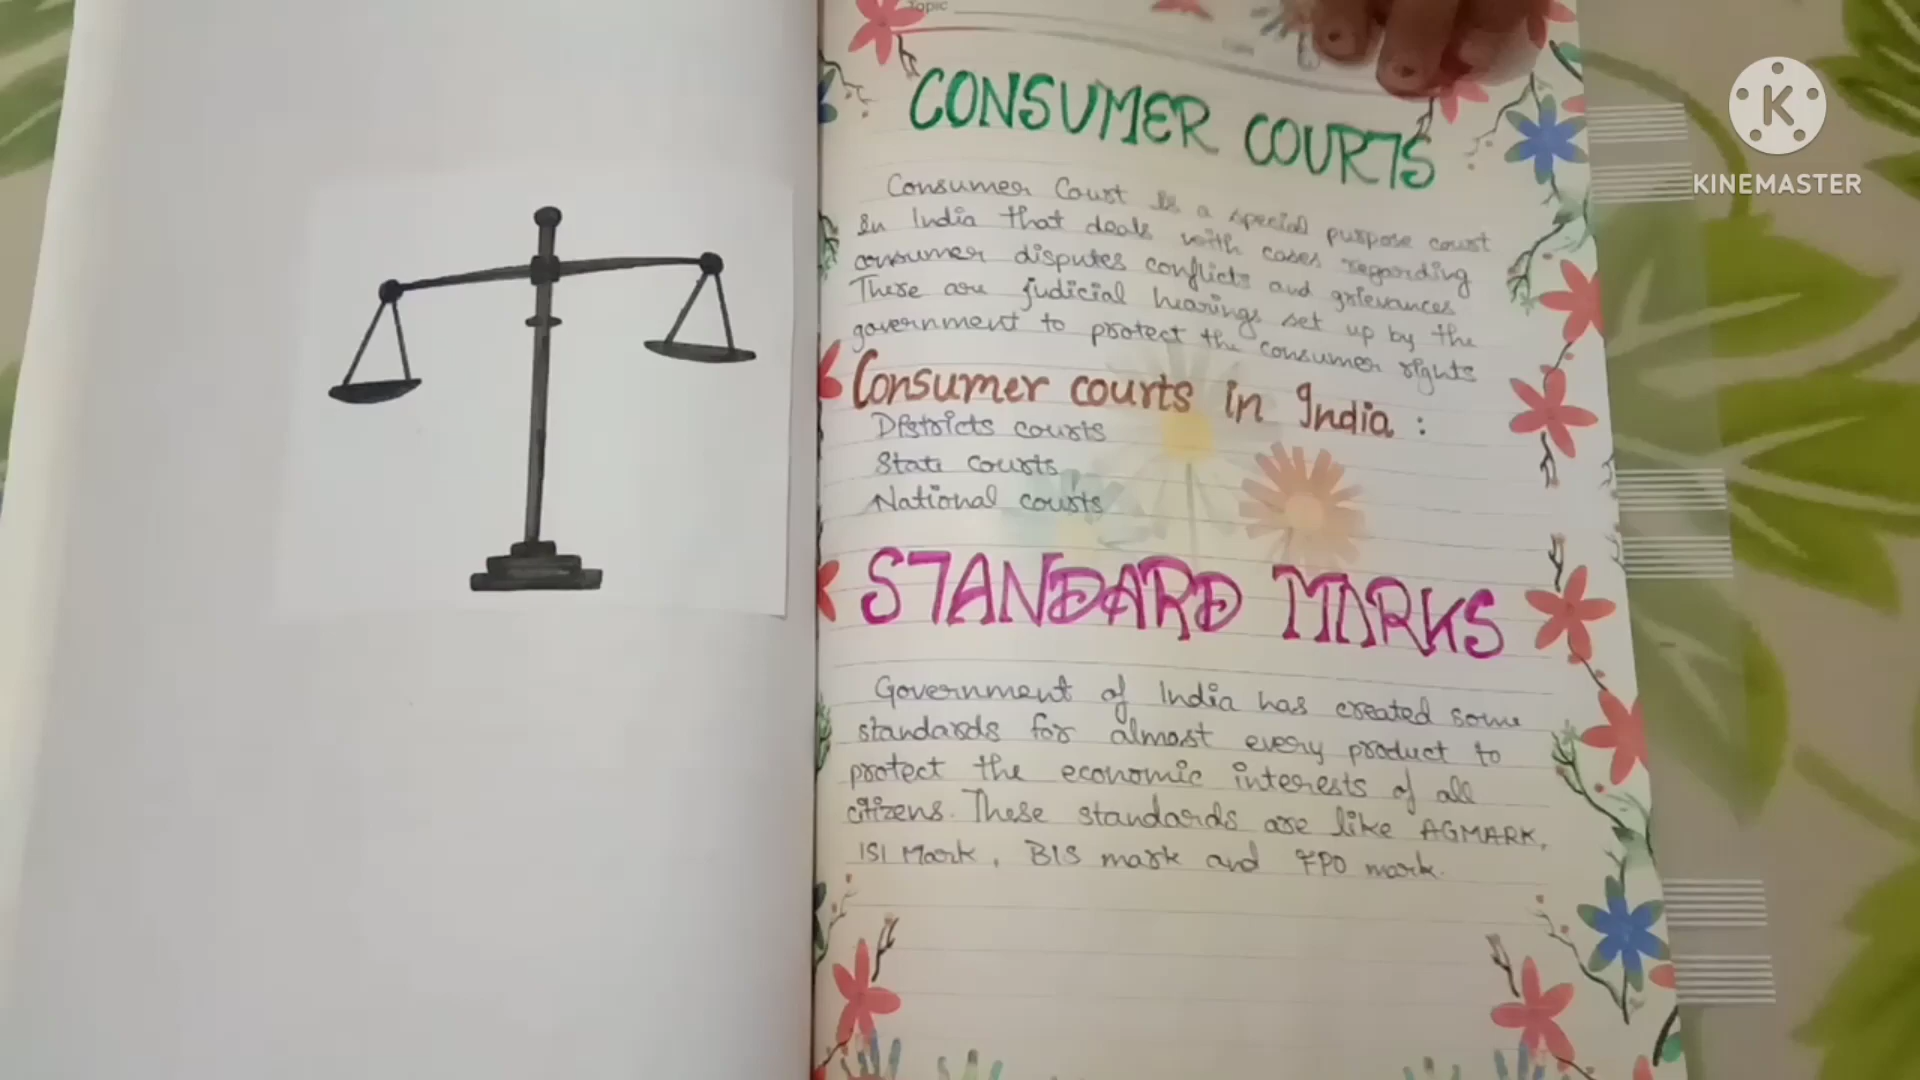 Topic
CONSUMER COURTS
Consumer Court is a special purpose court
in India that deals with cases regarding
consumer disputes conflicts and grievances
These are judicial hearings set up by the
government to protect the consumer rights
Consumer courts in India :
Districts courts
State courts
National courts
STANDARD MARKS
Government of India has created some
standards for almost every product to
protect the economic interests of all
citizens. These standards are like AGMARK,
ISI Mark, BIS mark and FPO mark.
K
KINEMASTER